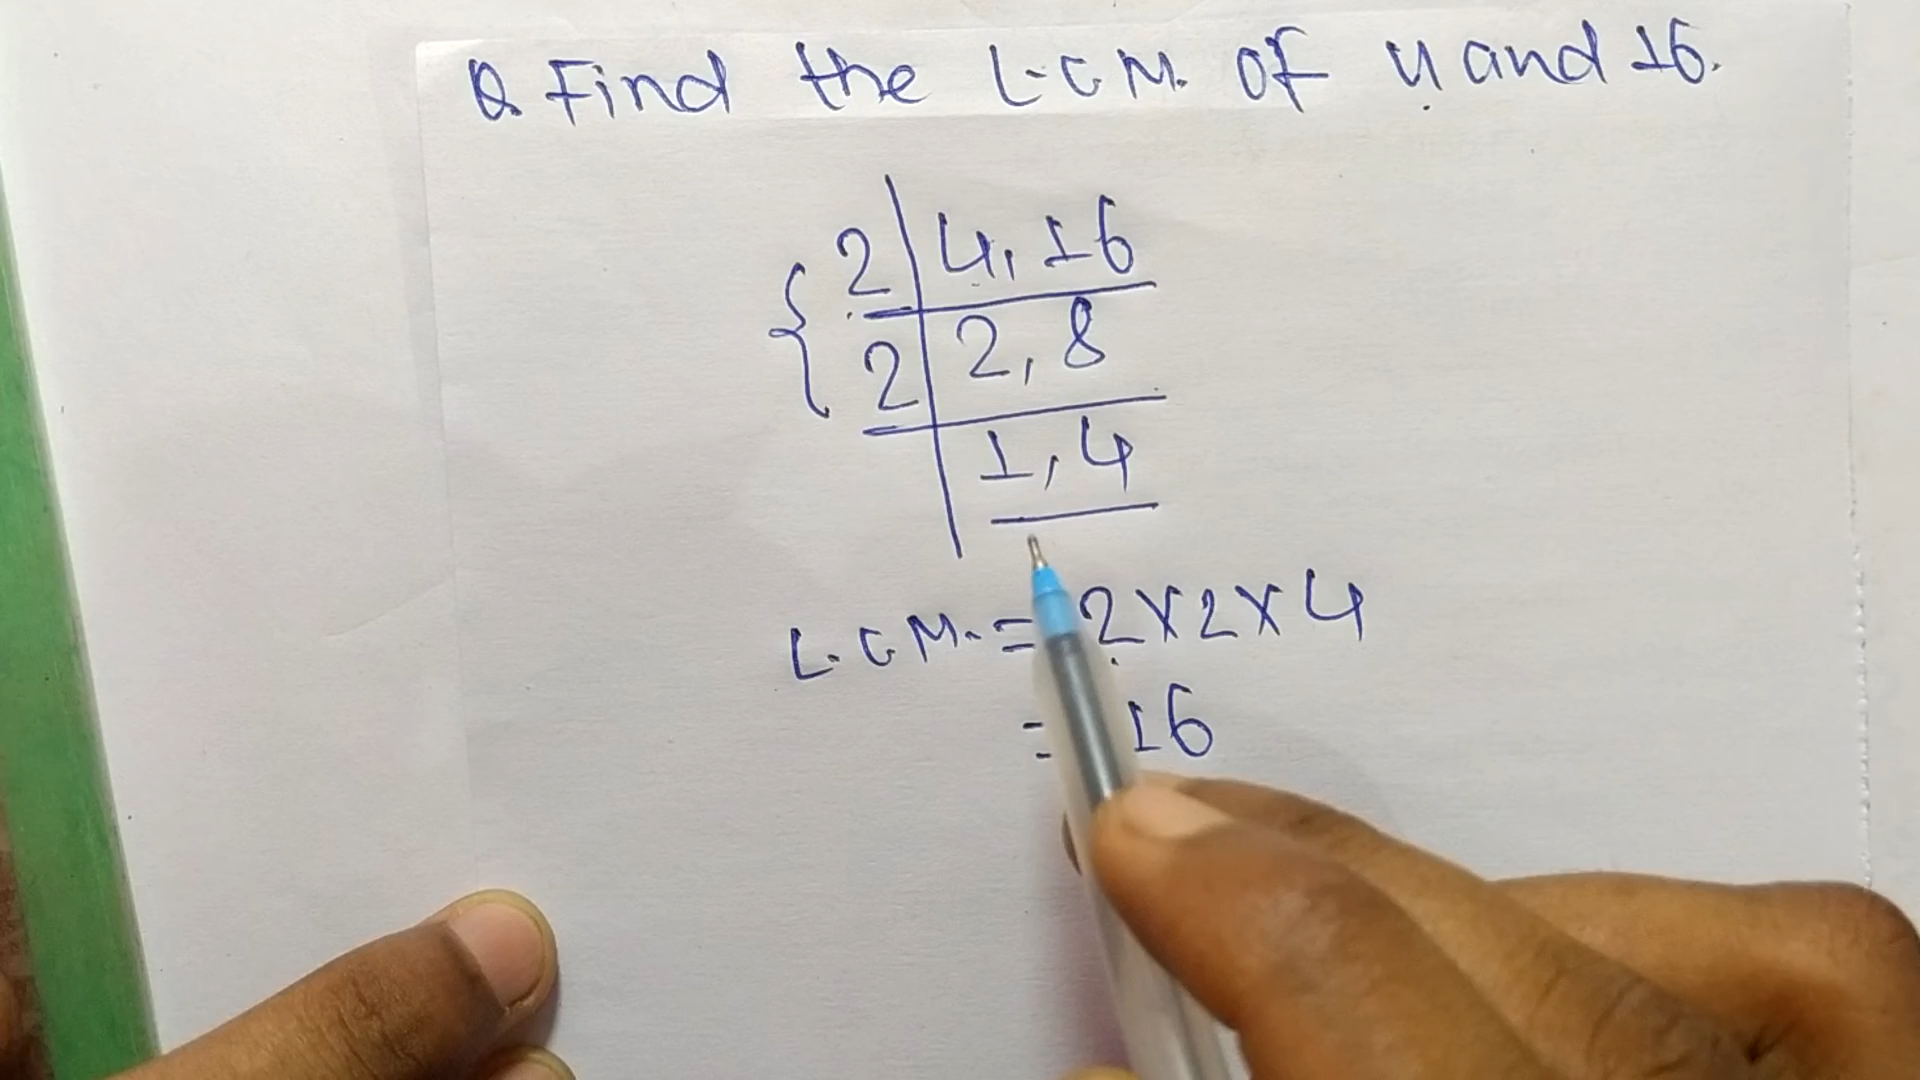 Q. Find the L.C.M. of 4 and 16.
2 | 4, 16
2 | 2, 8
1, 4
L.C.M. = 2×2×4
= 16